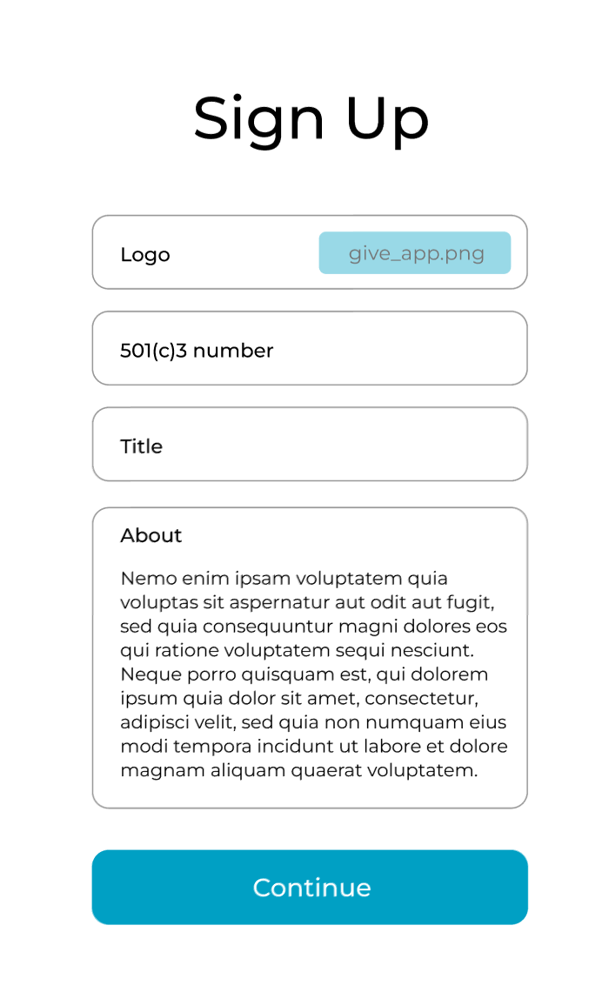 Sign Up
Logo
give_app.png
501(c)3 number
Title
About
Nemo enim ipsam voluptatem quia
voluptas sit aspernatur aut odit aut fugit,
sed quia consequuntur magni dolores eos
qui ratione voluptatem sequi nesciunt.
Neque porro quisquam est, qui dolorem
ipsum quia dolor sit amet, consectetur,
adipisci velit, sed quia non numquam eius
modi tempora incidunt ut labore et dolore
magnam aliquam quaerat voluptatem.
Continue